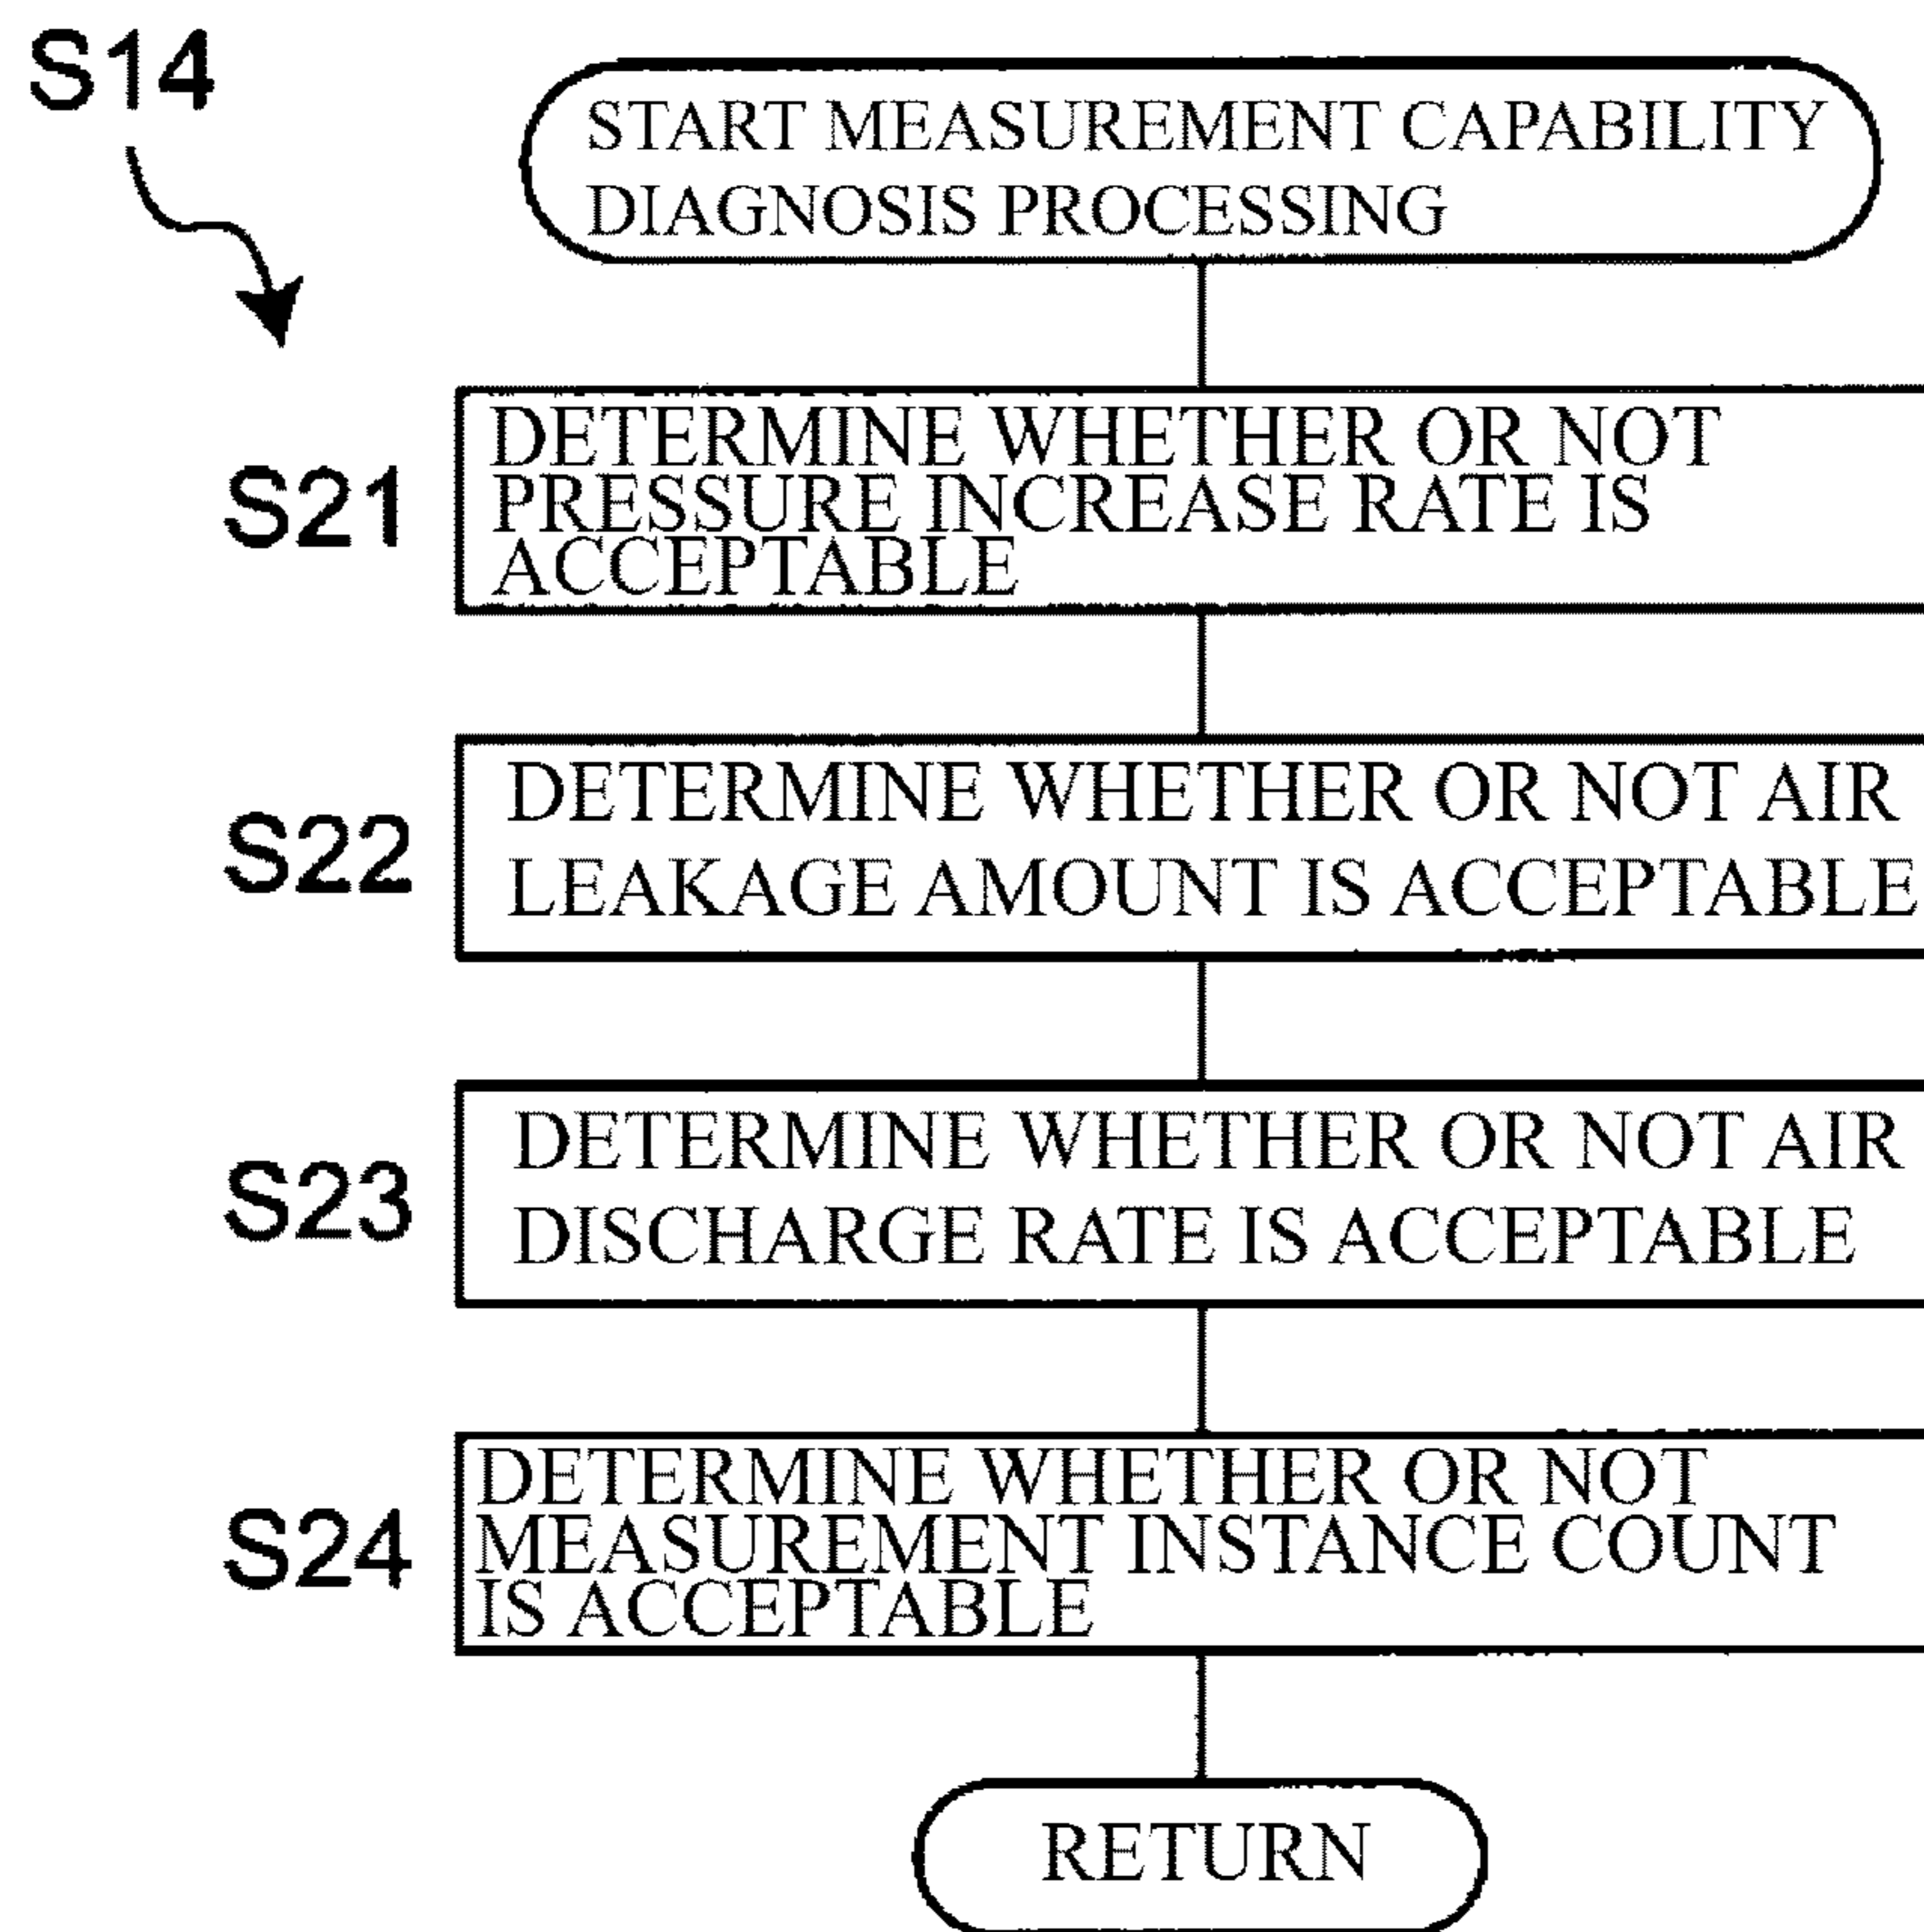 S14
START MEASUREMENT CAPABILITY
DIAGNOSIS PROCESSING
S21
DETERMINE WHETHER OR NOT
PRESSURE INCREASE RATE IS
ACCEPTABLE
S22
DETERMINE WHETHER OR NOT AIR
LEAKAGE AMOUNT IS ACCEPTABLE
S23
DETERMINE WHETHER OR NOT AIR
DISCHARGE RATE IS ACCEPTABLE
S24
DETERMINE WHETHER OR NOT
MEASUREMENT INSTANCE COUNT
IS ACCEPTABLE
RETURN